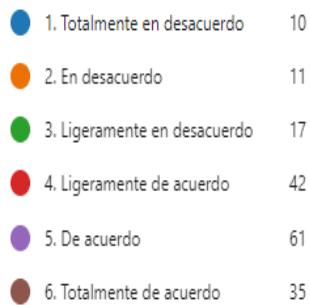 1. Totalmente en desacuerdo 10
2. En desacuerdo 11
3. Ligeramente en desacuerdo 17
4. Ligeramente de acuerdo 42
5. De acuerdo 61
6. Totalmente de acuerdo 35